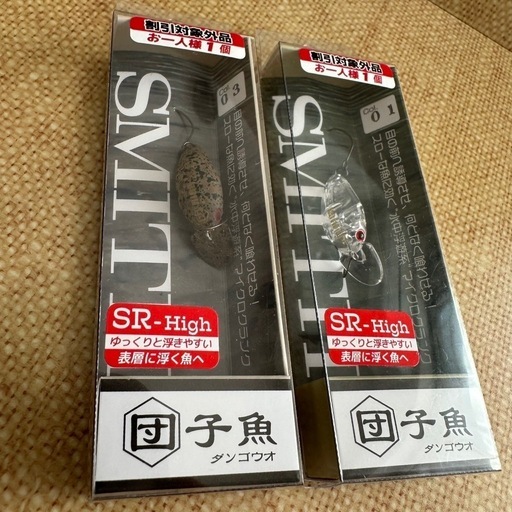 割引対象外品
お一人様1個
Col.
03
SMITH
SR-High
ゆっくりと浮きやすい
表層に浮く魚へ
団子魚
ダンゴウオ
割引対象外品
お一人様1個
Col.
01
SMITH
SR-High
ゆっくりと浮きやすい
表層に浮く魚へ
団子魚
ダンゴウオ